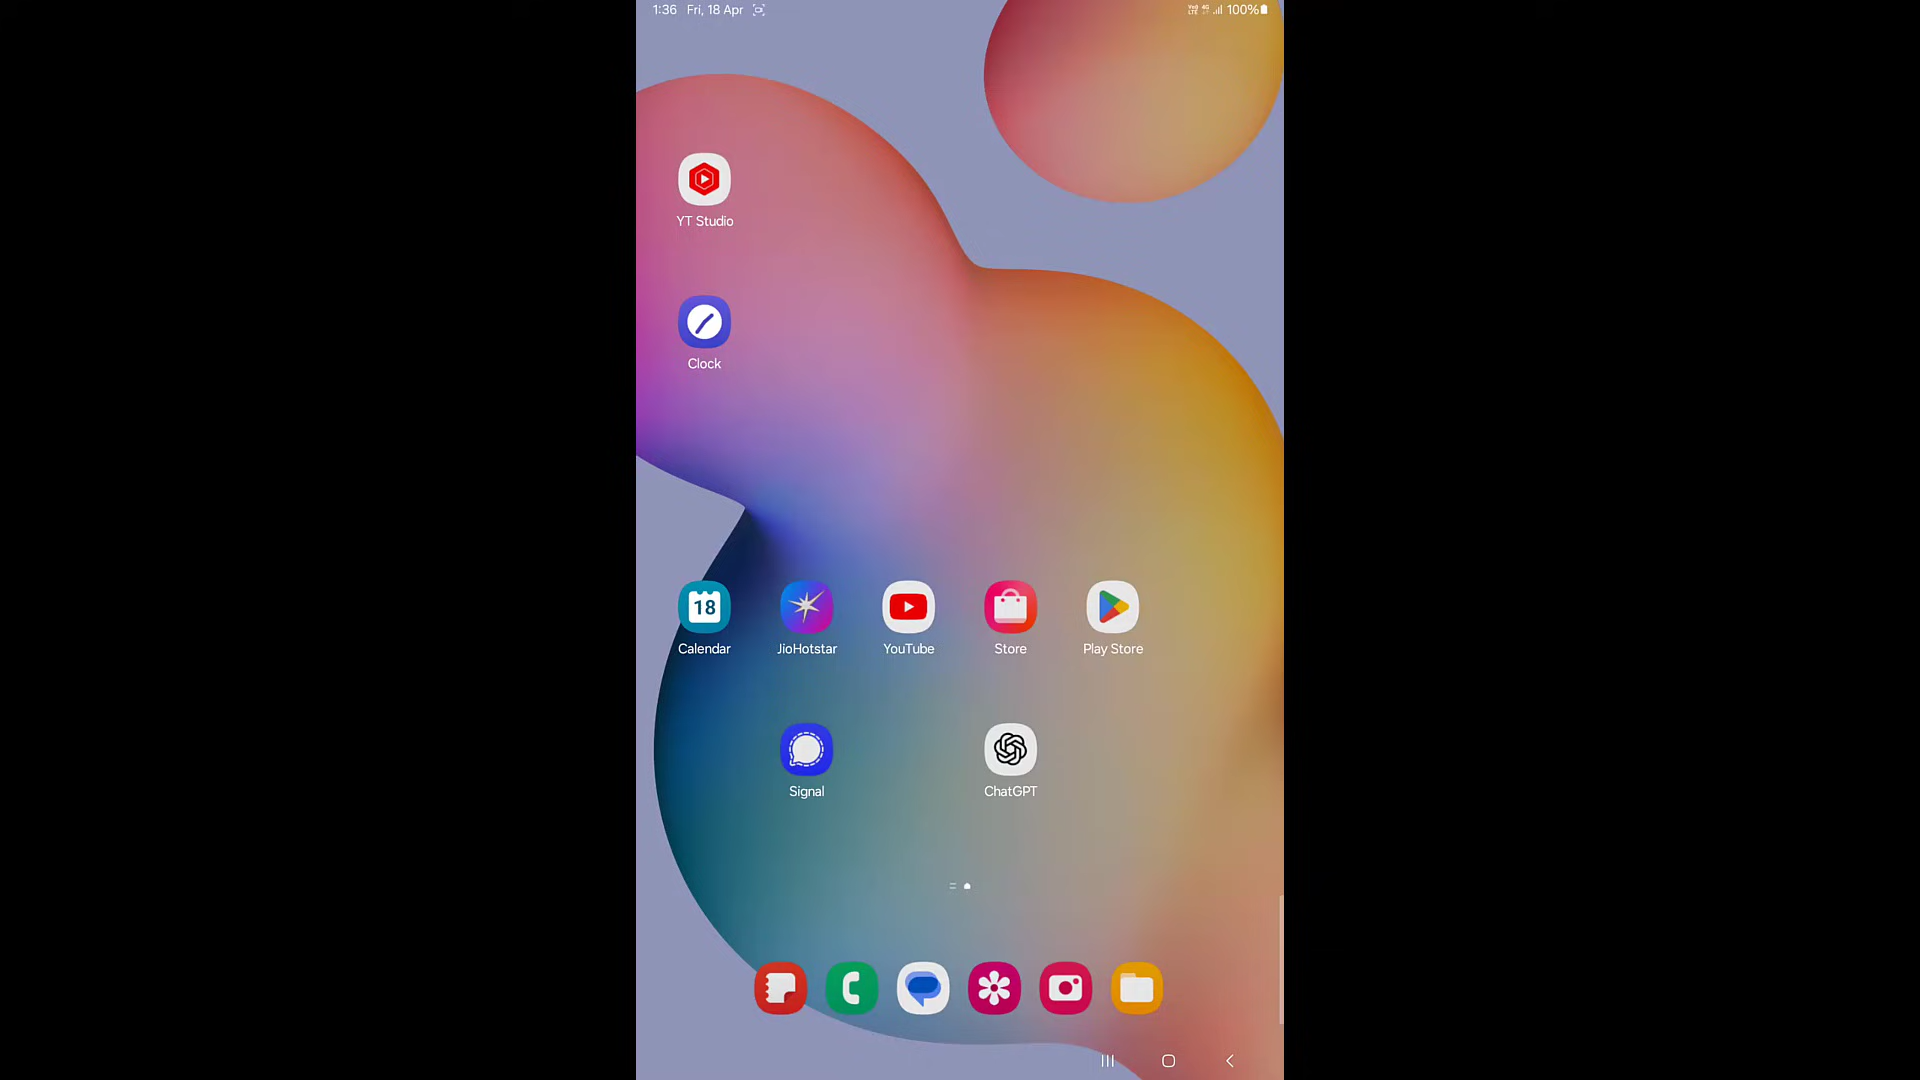 1:36 Fri, 18 Apr
100%
YT Studio
Clock
18
Calendar
JioHotstar
YouTube
Store
Play Store
Signal
ChatGPT